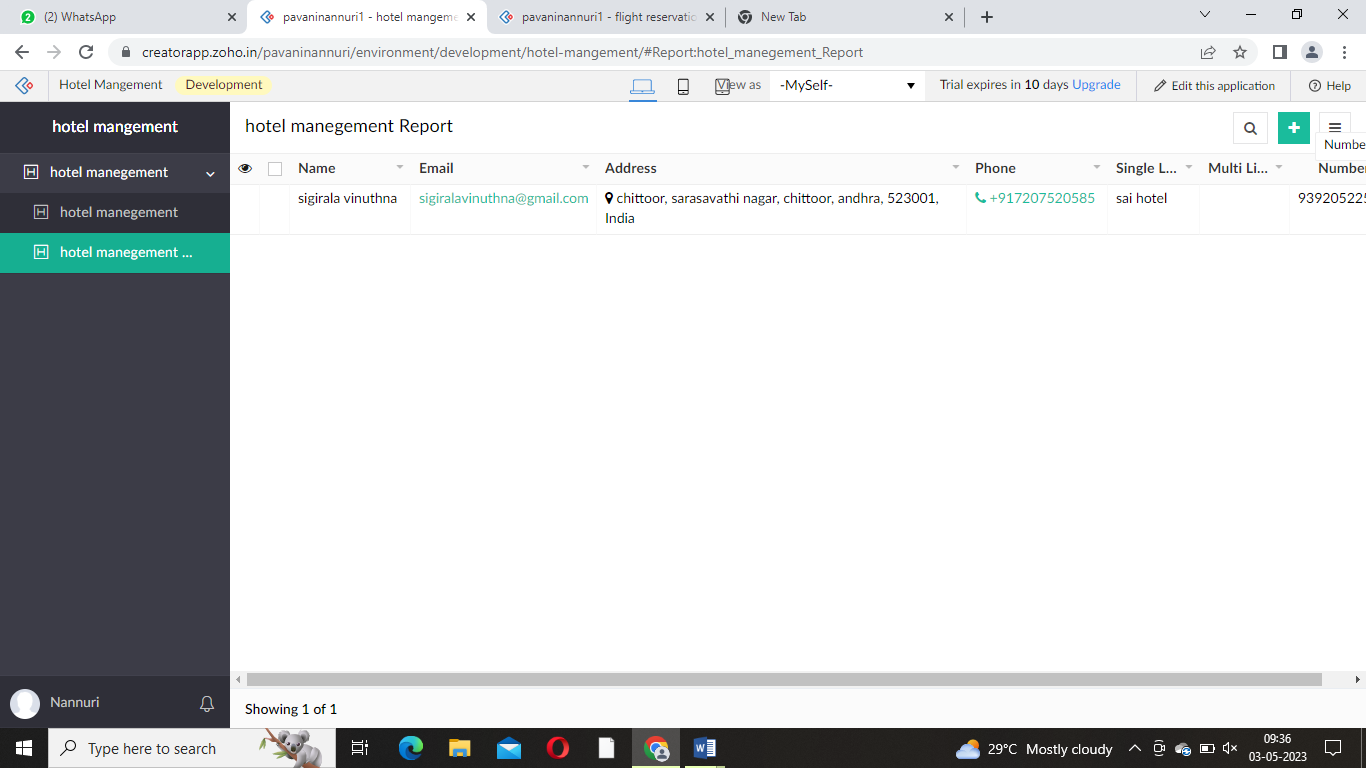 (2) WhatsApp
pavaninannuri1 - hotel mangeme
pavaninannuri1 - flight reservatio
New Tab
creatorapp.zoho.in/pavaninannuri/environment/development/hotel-mangement/#Report:hotel_manegement_Report
Hotel Mangement
Development
View as
-MySelf-
Trial expires in 10 days Upgrade
Edit this application
Help
hotel mangement
hotel manegement Report
Numbe
hotel manegement
hotel manegement
hotel manegement ...
Name
Email
Address
Phone
Single L...
Multi Li...
Number
sigirala vinuthna
sigiralavinuthna@gmail.com
chittoor, sarasavathi nagar, chittoor, andhra, 523001,
India
+917207520585
sai hotel
939205225
Nannuri
Showing 1 of 1
Type here to search
29°C Mostly cloudy
09:36
03-05-2023